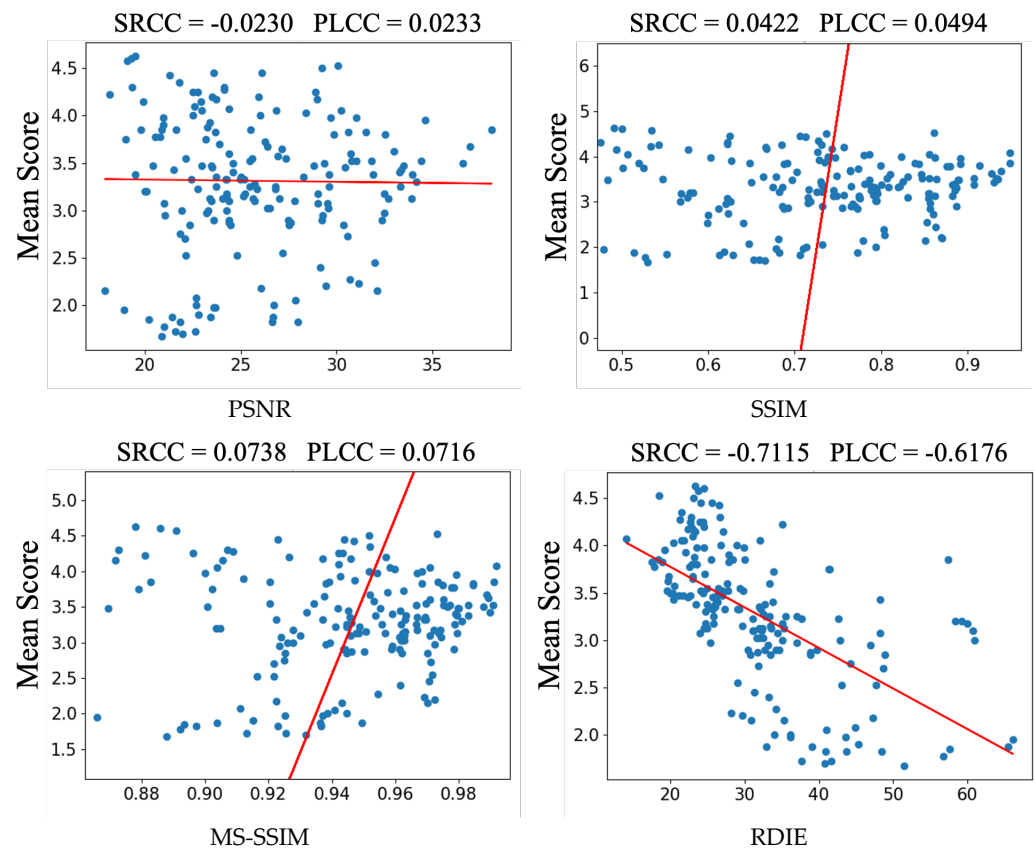 SRCC = -0.0230 PLCC = 0.0233
Mean Score
4.5
4.0
3.5
3.0
2.5
2.0
20 25 30 35
PSNR
SRCC = 0.0422 PLCC = 0.0494
Mean Score
6
5
4
3
2
1
0
0.5 0.6 0.7 0.8 0.9
SSIM
SRCC = 0.0738 PLCC = 0.0716
Mean Score
5.0
4.5
4.0
3.5
3.0
2.5
2.0
1.5
0.88 0.90 0.92 0.94 0.96 0.98
MS-SSIM
SRCC = -0.7115 PLCC = -0.6176
Mean Score
4.5
4.0
3.5
3.0
2.5
2.0
20 30 40 50 60
RDIE